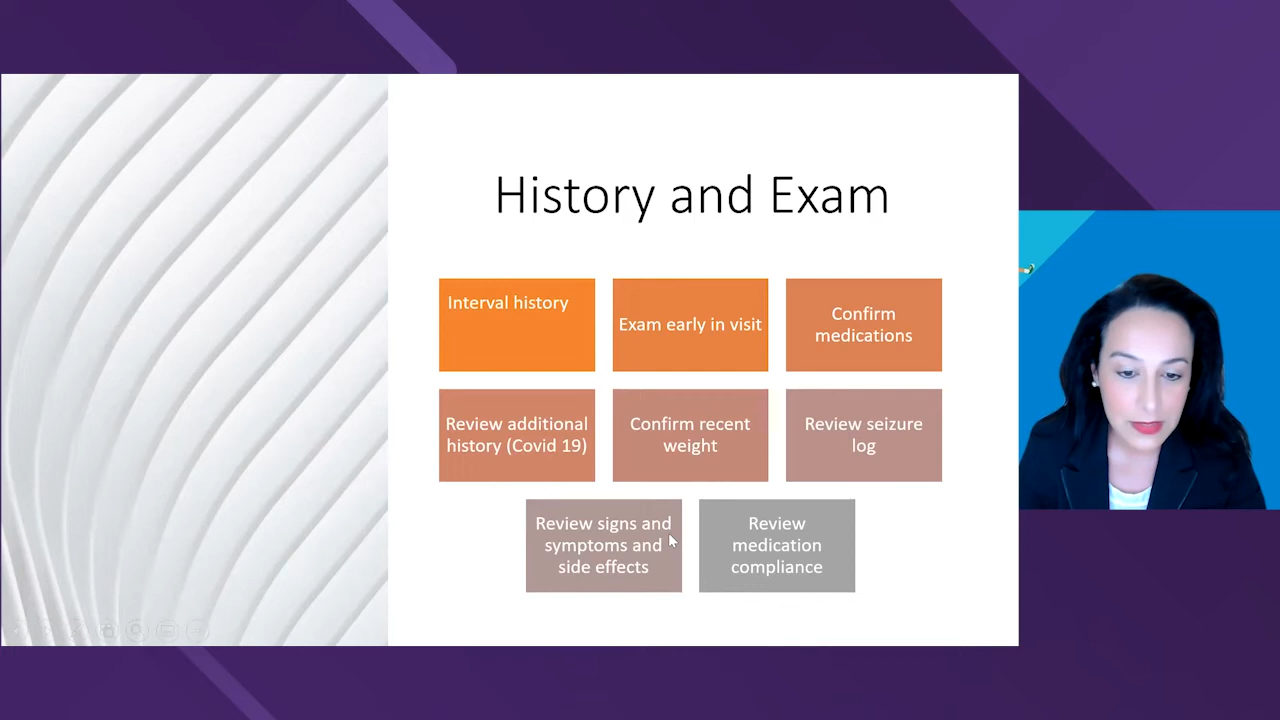 History and Exam
Interval history
Exam early in visit
Confirm
medications
Review additional
history (Covid 19)
Confirm recent
weight
Review seizure
log
Review signs and
symptoms and
side effects
Review
medication
compliance